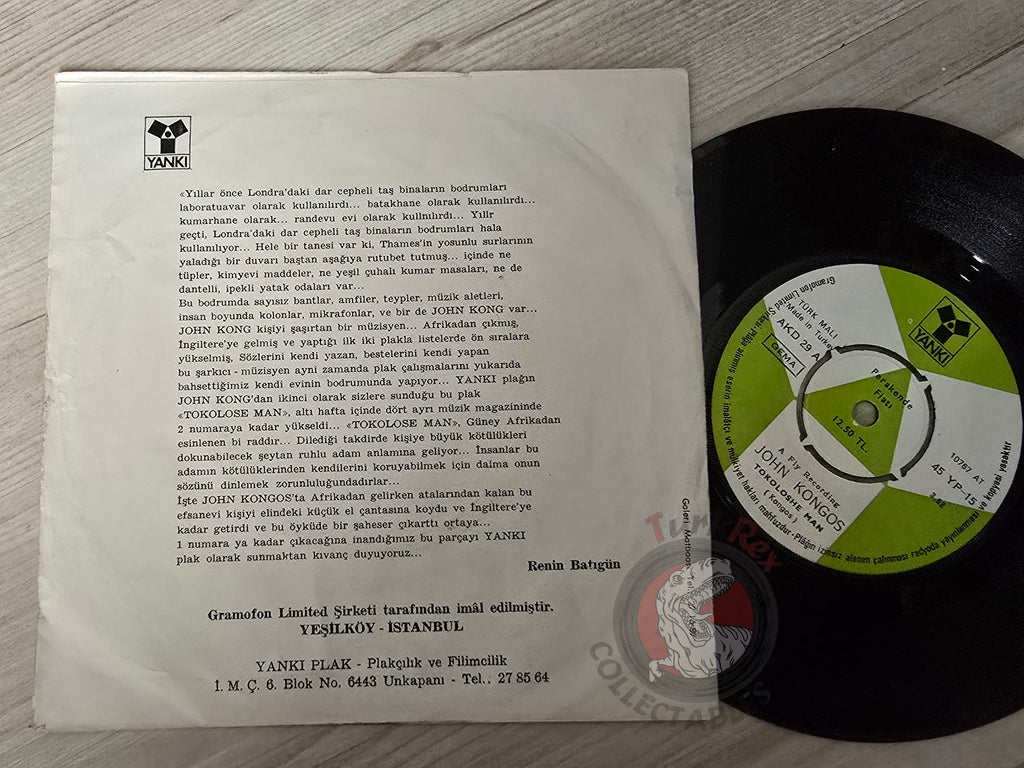 YANKI
«Yıllar önce Londra'daki dar cepheli taş binaların bodrumları
laboratuavar olarak kullanılırdı... batakhane olarak kullanılırdı...
kumarhane olarak... randevu evi olarak kullnılırdı... Yıllr
geçti, Londra'daki dar cepheli taş binaların bodrumları hala
kullanılıyor... Hele bir tanesi var ki, Thames'in yosunlu surlarının
yaladığı bir duvarı baştan aşağıya rutubet tutmuş... içinde ne
tüpler, kimyevi maddeler, ne yeşil çuhalı kumar masaları, ne de
dantelli, ipekli yatak odaları var...
Bu bodrumda sayısız bantlar, amfiler, teypler, müzik aletleri,
insan boyunda kolonlar, mikrafonlar, ve bir de JOHN KONG var...
JOHN KONG kişiyi şaşırtan bir müzisyen... Afrikadan çıkmış,
İngiltere'ye gelmiş ve yaptığı ilk iki plakla listelerde ön sıralara
yükselmiş, Sözlerini kendi yazan, bestelerini kendi yapan
bu şarkıcı - müzisyen ayni zamanda plak çalışmalarını yukarıda
bahsettiğimiz kendi evinin bodrumunda yapıyor... YANKI plağın
JOHN KONG'dan ikinci olarak sizlere sunduğu bu plak
«TOKOLOSE MAN», altı hafta içinde dört ayrı müzik magazininde
2 numaraya kadar yükseldi... «TOKOLOSE MAN», Güney Afrikadan
esinlenen bi raddır... Dilediği takdirde kişiye büyük kötülükleri
dokunabilecek şeytan ruhlu adam anlamına geliyor... İnsanlar bu
adamın kötülüklerinden kendilerini koruyabilmek için daima onun
sözünü dinlemek zorunluluğundadırlar...
İşte JOHN KONGOS'ta Afrikadan gelirken atalarından kalan bu
efsanevi kişiyi elindeki küçük el çantasına koydu ve İngiltere'ye
kadar getirdi ve bu öyküde bir şaheser çıkarttı ortaya...
1 numara ya kadar çıkacağına inandığımız bu parçayı YANKI
plak olarak sunmaktan kıvanç duyuyoruz...
Renin Batıgün
Gramofon Limited Şirketi tarafından imâl edilmiştir.
YEŞİLKÖY - İSTANBUL
YANKI PLAK - Plakçılık ve Filimcilik
İ. M. Ç. 6. Blok No. 6443 Unkapanı - Tel.: 27 85 64
Turk Rex
COLLECTABLES
YANKI
TÜRK MALI
Made in Turkey
AKD 29 A
GEMA
Perakende
Fiatı
12.50 TL.
10787 AT
45 YP-15
A Fly Recording
JOHN KONGOS
TOKOLOSHE MAN
(Kongos)